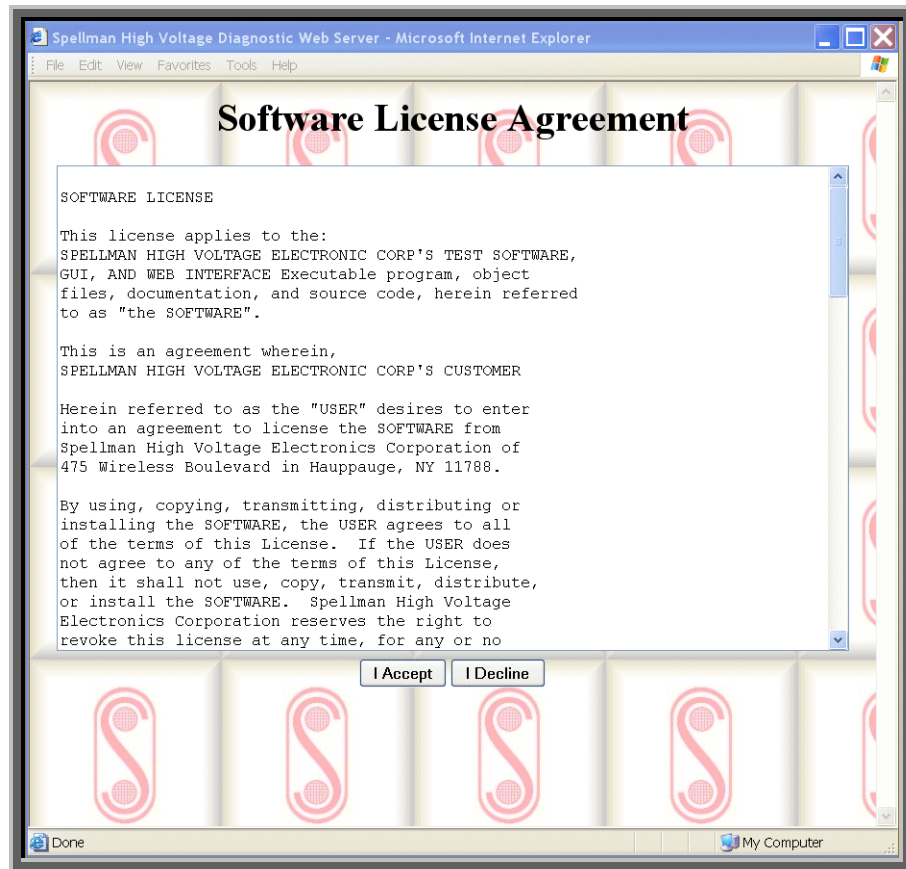 Spellman High Voltage Diagnostic Web Server - Microsoft Internet Explorer
File Edit View Favorites Tools Help
Software License Agreement
SOFTWARE LICENSE
This license applies to the:
SPELLMAN HIGH VOLTAGE ELECTRONIC CORP'S TEST SOFTWARE,
GUI, AND WEB INTERFACE Executable program, object
files, documentation, and source code, herein referred
to as "the SOFTWARE".
This is an agreement wherein,
SPELLMAN HIGH VOLTAGE ELECTRONIC CORP'S CUSTOMER
Herein referred to as the "USER" desires to enter
into an agreement to license the SOFTWARE from
Spellman High Voltage Electronics Corporation of
475 Wireless Boulevard in Hauppauge, NY 11788.
By using, copying, transmitting, distributing or
installing the SOFTWARE, the USER agrees to all
of the terms of this License.  If the USER does
not agree to any of the terms of this License,
then it shall not use, copy, transmit, distribute,
or install the SOFTWARE.  Spellman High Voltage
Electronics Corporation reserves the right to
revoke this license at any time, for any or no
I Accept I Decline
Done My Computer